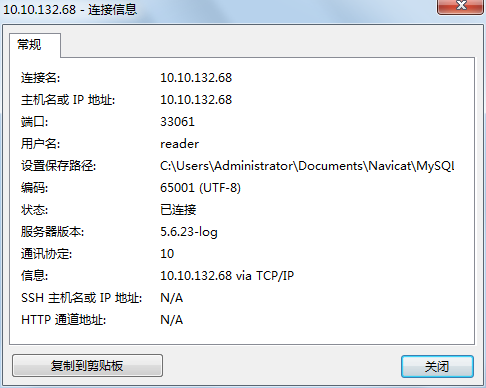 10.10.132.68 - 连接信息
常规
连接名: 10.10.132.68
主机名或 IP 地址: 10.10.132.68
端口: 33061
用户名: reader
设置保存路径: C:\Users\Administrator\Documents\Navicat\MySQl
编码: 65001 (UTF-8)
状态: 已连接
服务器版本: 5.6.23-log
通讯协定: 10
信息: 10.10.132.68 via TCP/IP
SSH 主机名或 IP 地址: N/A
HTTP 通道地址: N/A
复制到剪贴板 关闭